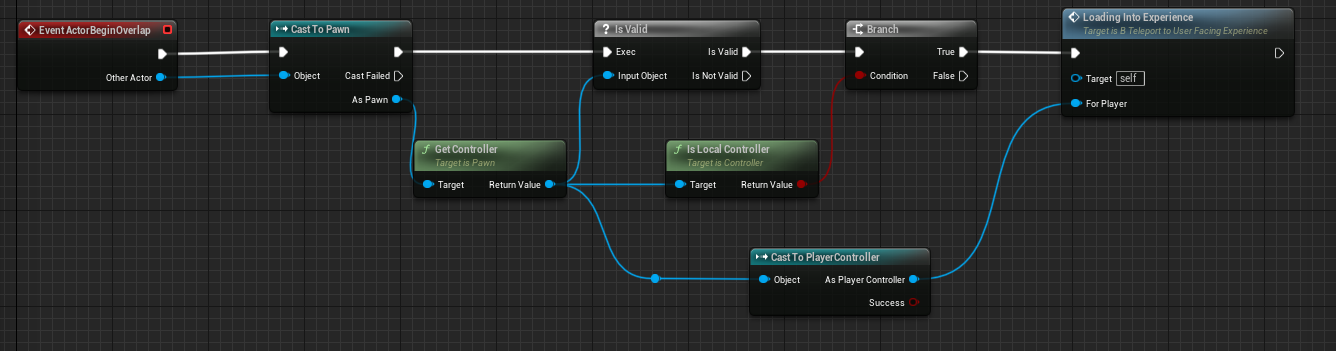 Event ActorBeginOverlap
Other Actor
Cast To Pawn
Object
Cast Failed
As Pawn
Get Controller
Target is Pawn
Target
Return Value
Is Valid
Exec
Is Valid
Input Object
Is Not Valid
Is Local Controller
Target is Controller
Target
Return Value
Branch
True
Condition
False
Cast To PlayerController
Object
As Player Controller
Success
Loading Into Experience
Target is B Teleport to User Facing Experience
Target self
For Player